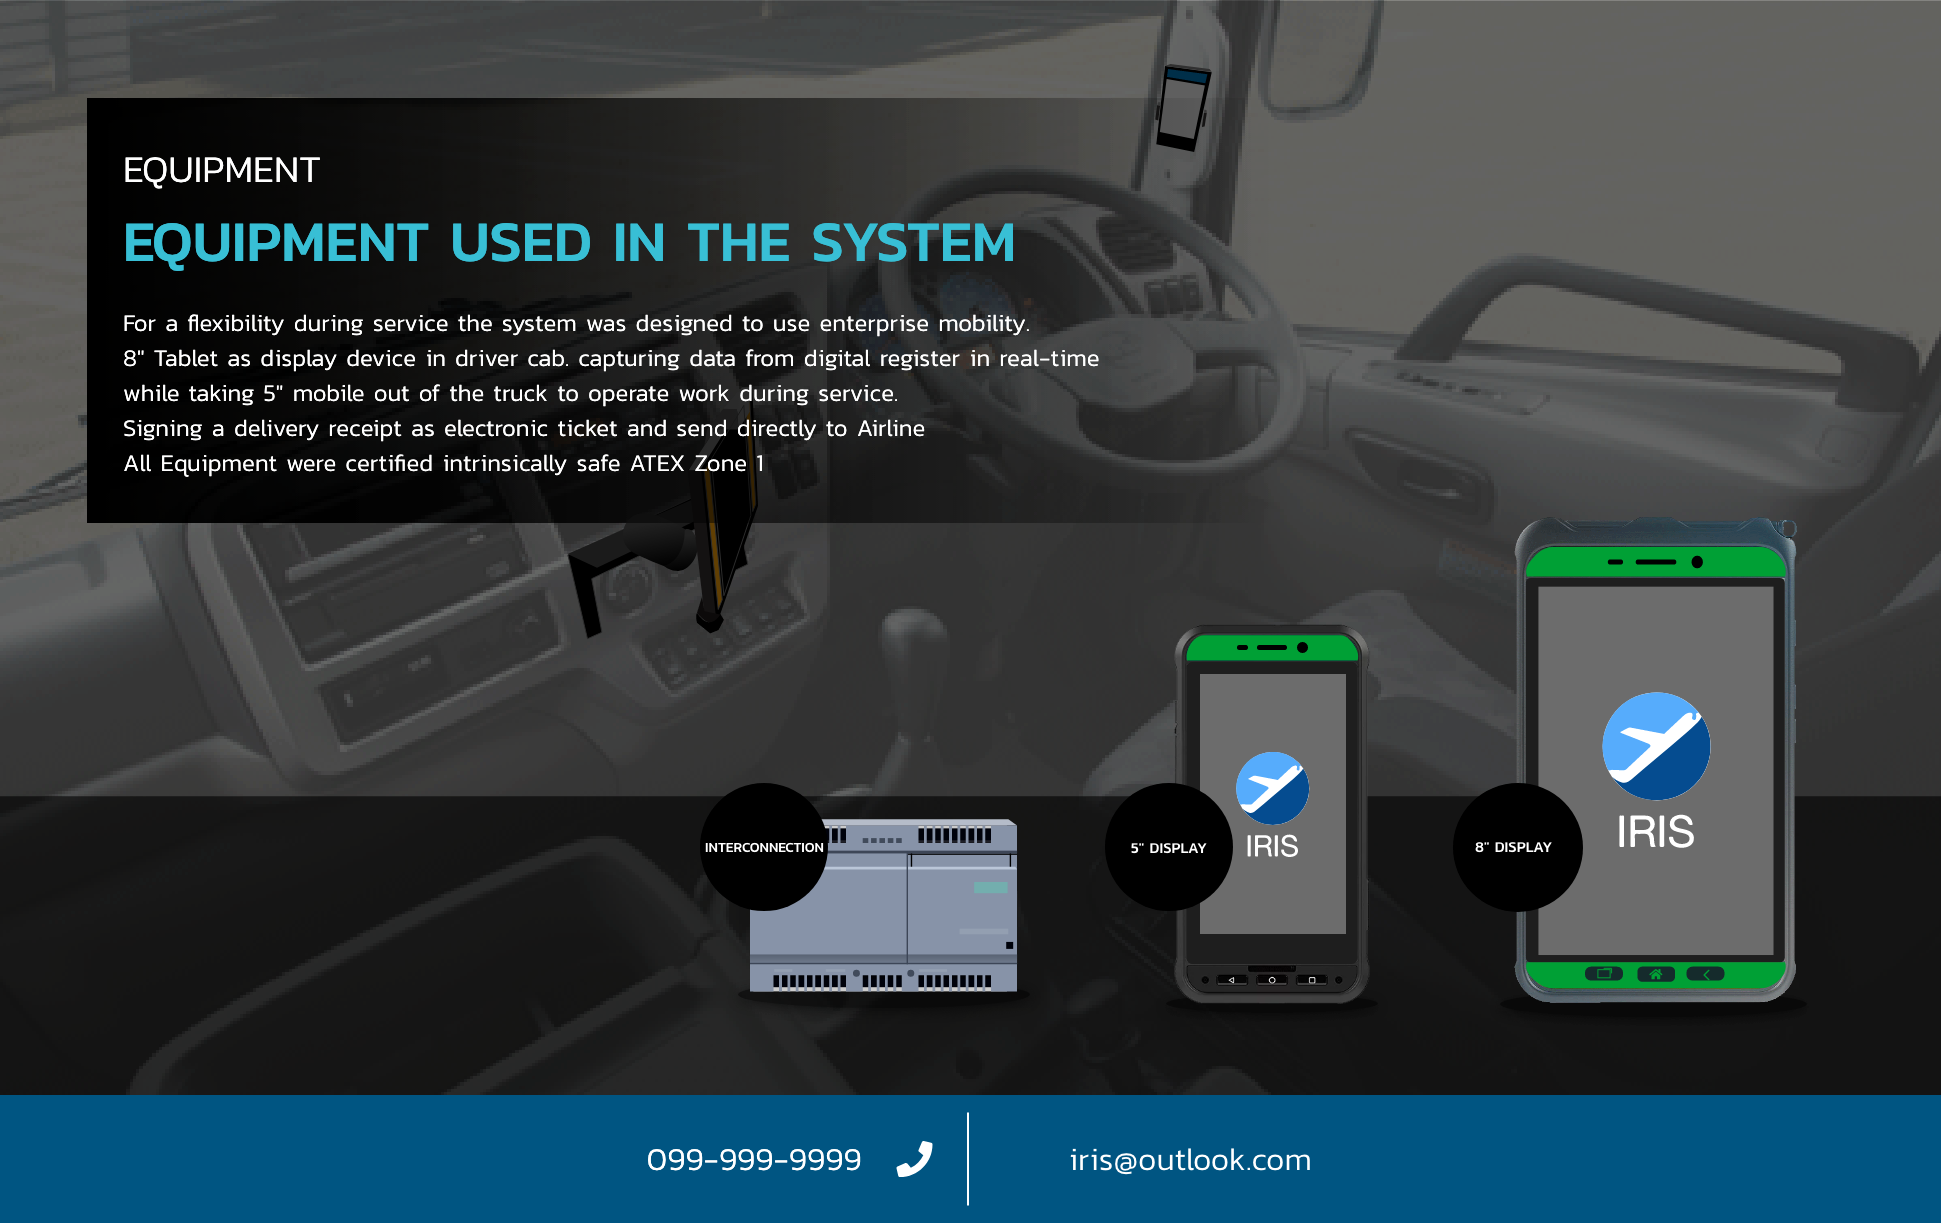 EQUIPMENT
EQUIPMENT USED IN THE SYSTEM
For a flexibility during service the system was designed to use enterprise mobility.
8" Tablet as display device in driver cab. capturing data from digital register in real-time
while taking 5" mobile out of the truck to operate work during service.
Signing a delivery receipt as electronic ticket and send directly to Airline
All Equipment were certified intrinsically safe ATEX Zone 1
INTERCONNECTION
5" DISPLAY
IRIS
8" DISPLAY
IRIS
099-999-9999
iris@outlook.com